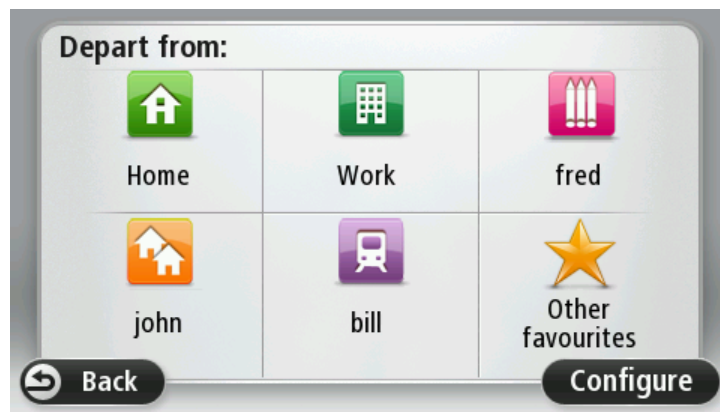 Depart from:
Home
Work
fred
john
bill
Other
favourites
Back
Configure